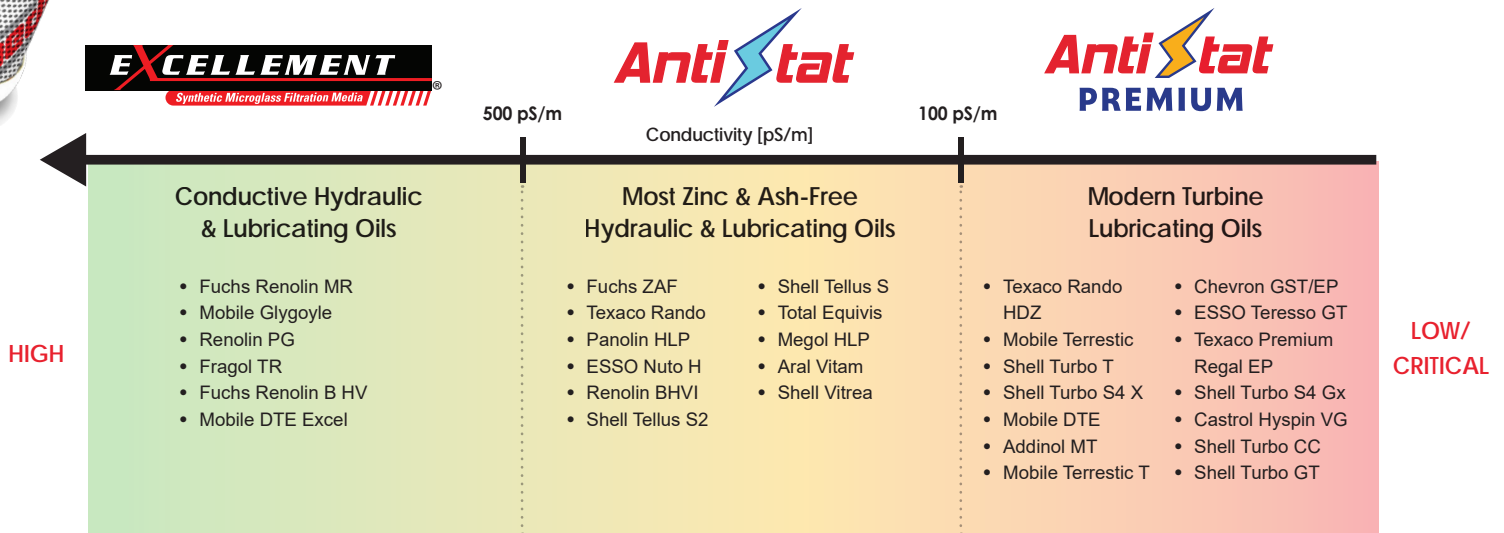 EXCELLEMENT®
Synthetic Microglass Filtration Media
AntiStat
AntiStat
PREMIUM
500 pS/m
Conductivity [pS/m]
100 pS/m
HIGH
Conductive Hydraulic
& Lubricating Oils
• Fuchs Renolin MR
• Mobile Glygoyle
• Renolin PG
• Fragol TR
• Fuchs Renolin B HV
• Mobile DTE Excel
Most Zinc & Ash-Free
Hydraulic & Lubricating Oils
• Fuchs ZAF
• Texaco Rando
• Panolin HLP
• ESSO Nuto H
• Renolin BHVI
• Shell Tellus S2
• Shell Tellus S
• Total Equivis
• Megol HLP
• Aral Vitam
• Shell Vitrea
Modern Turbine
Lubricating Oils
• Texaco Rando
HDZ
• Mobile Terrestic
• Shell Turbo T
• Shell Turbo S4 X
• Mobile DTE
• Addinol MT
• Mobile Terrestic T
• Chevron GST/EP
• ESSO Teresso GT
• Texaco Premium
Regal EP
• Shell Turbo S4 Gx
• Castrol Hyspin VG
• Shell Turbo CC
• Shell Turbo GT
LOW/
CRITICAL